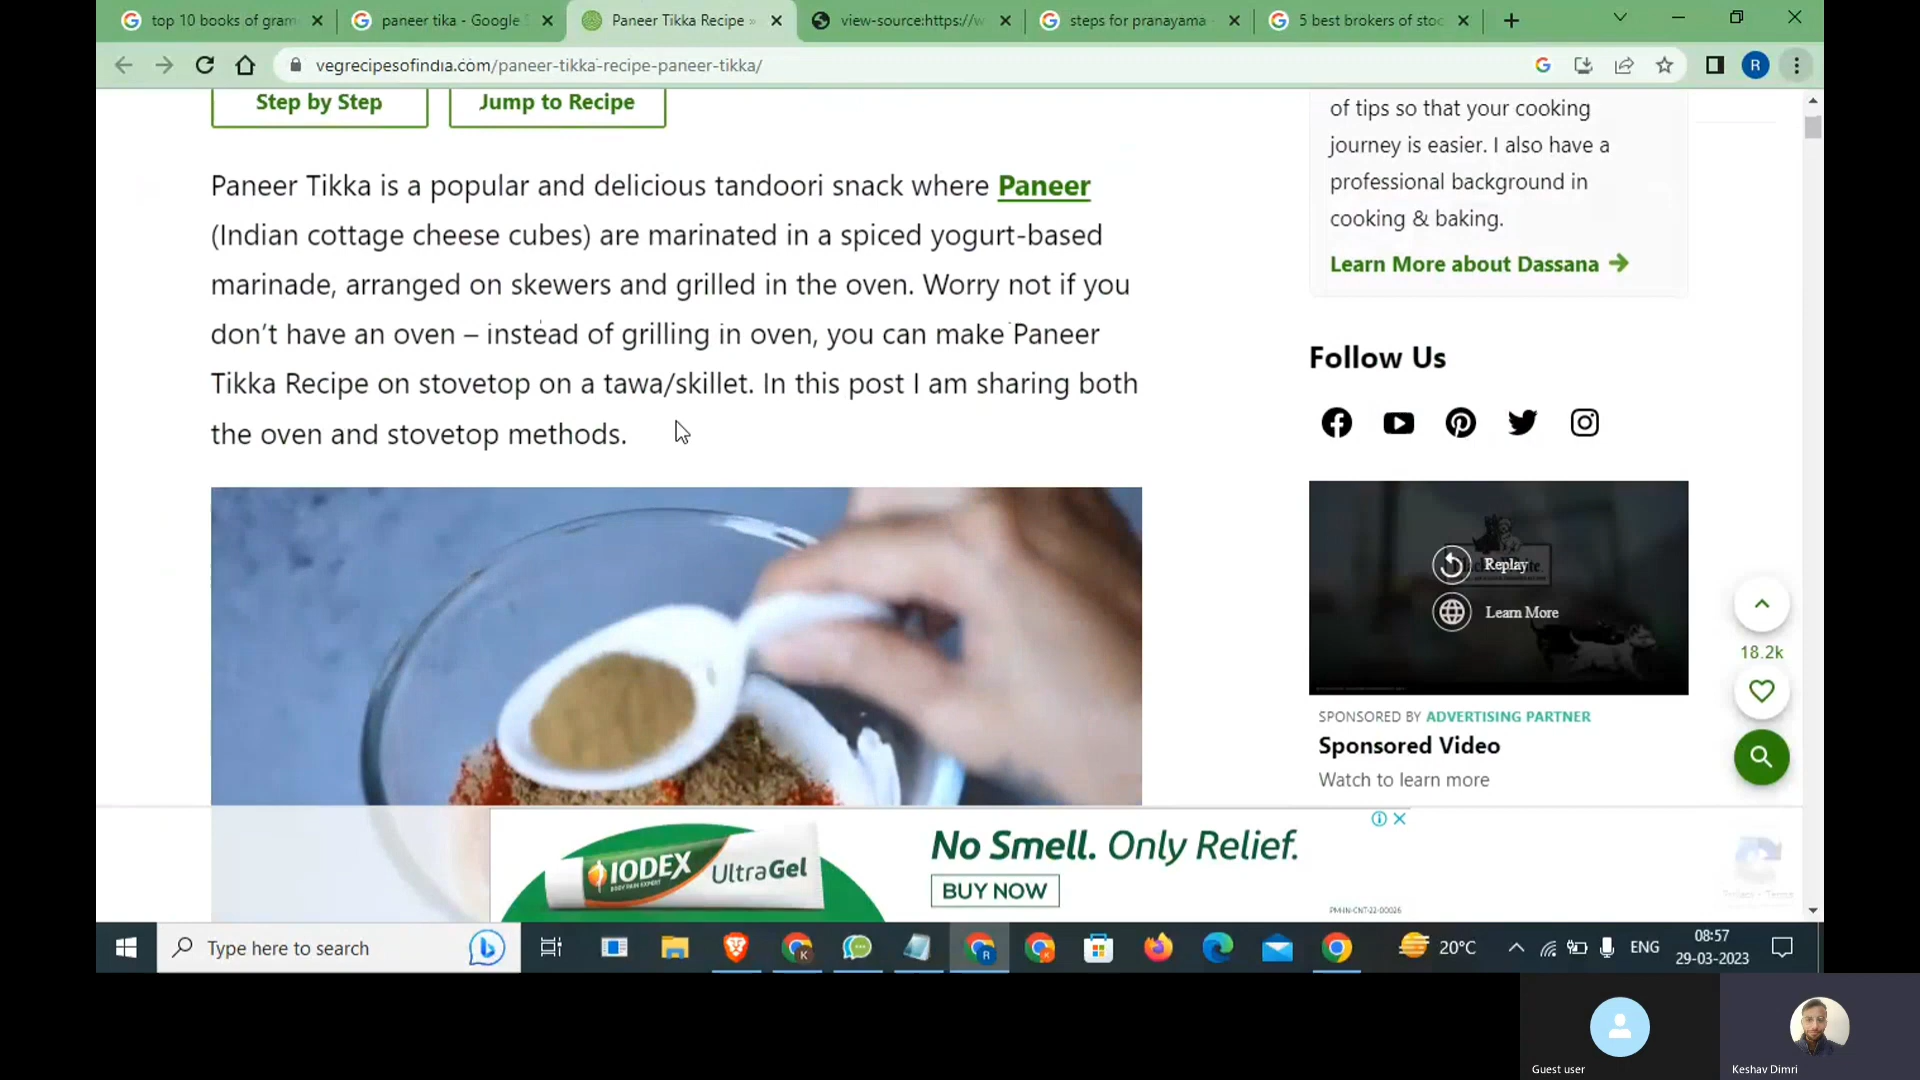 top 10 books of gram
paneer tika - Google S
Paneer Tikka Recipe »
view-source:https://w
steps for pranayama -
5 best brokers of stoc
vegrecipesofindia.com/paneer-tikka-recipe-paneer-tikka/
R
Step by Step
Jump to Recipe
Paneer Tikka is a popular and delicious tandoori snack where Paneer
(Indian cottage cheese cubes) are marinated in a spiced yogurt-based
marinade, arranged on skewers and grilled in the oven. Worry not if you
don’t have an oven – instead of grilling in oven, you can make Paneer
Tikka Recipe on stovetop on a tawa/skillet. In this post I am sharing both
the oven and stovetop methods.
of tips so that your cooking
journey is easier. I also have a
professional background in
cooking & baking.
Learn More about Dassana
Follow Us
Replay
Learn More
18.2k
SPONSORED BY ADVERTISING PARTNER
Sponsored Video
Watch to learn more
IODEX
UltraGel
No Smell. Only Relief.
BUY NOW
PM-IN-CNT-22-00026
Privacy - Terms
Type here to search
20°C
ENG
08:57
29-03-2023
Guest user
Keshav Dimri